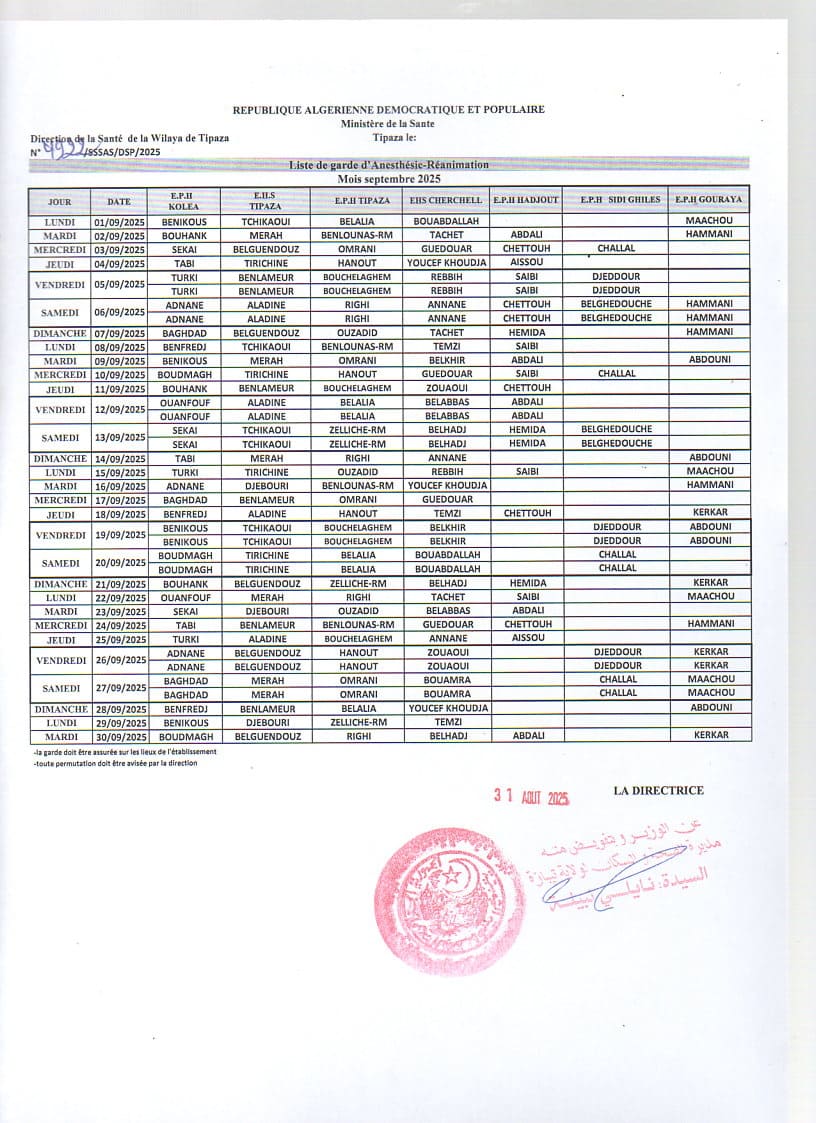 REPUBLIQUE ALGERIENNE DEMOCRATIQUE ET POPULAIRE
Ministère de la Sante
Direction de la Santé de la Wilaya de Tipaza
Tipaza le:
N° /SSSAS/DSP/2025
Liste de garde d'Anesthésie-Réanimation
Mois septembre 2025
JOUR DATE E.P.H KOLEA E.H.S TIPAZA E.P.H TIPAZA EHS CHERCHELL E.P.H HADJOUT E.P.H SIDI GHILES E.P.H GOURAYA
LUNDI 01/09/2025 BENIKOUS TCHIKAOUI BELALIA BOUABDALLAH MAACHOU
MARDI 02/09/2025 BOUHANK MERAH BENLOUNAS-RM TACHET ABDALI HAMMANI
MERCREDI 03/09/2025 SEKAI BELGUENDOUZ OMRANI GUEDOUAR CHETTOUH CHALLAL
JEUDI 04/09/2025 TABI TIRICHINE HANOUT YOUCEF KHOUDJA AISSOU
VENDREDI 05/09/2025 TURKI BENLAMEUR BOUCHELAGHEM REBBIH SAIBI DJEDDOUR
TURKI BENLAMEUR BOUCHELAGHEM REBBIH SAIBI DJEDDOUR
SAMEDI 06/09/2025 ADNANE ALADINE RIGHI ANNANE CHETTOUH BELGHEDOUCHE HAMMANI
ADNANE ALADINE RIGHI ANNANE CHETTOUH BELGHEDOUCHE HAMMANI
DIMANCHE 07/09/2025 BAGHDAD BELGUENDOUZ OUZADID TACHET HEMIDA HAMMANI
LUNDI 08/09/2025 BENFREDJ TCHIKAOUI BENLOUNAS-RM TEMZI SAIBI
MARDI 09/09/2025 BENIKOUS MERAH OMRANI BELKHIR ABDALI ABDOUNI
MERCREDI 10/09/2025 BOUDMAGH TIRICHINE HANOUT GUEDOUAR SAIBI CHALLAL
JEUDI 11/09/2025 BOUHANK BENLAMEUR BOUCHELAGHEM ZOUAOUI CHETTOUH
VENDREDI 12/09/2025 OUANFOUF ALADINE BELALIA BELABBAS ABDALI
OUANFOUF ALADINE BELALIA BELABBAS ABDALI
SAMEDI 13/09/2025 SEKAI TCHIKAOUI ZELLICHE-RM BELHADJ HEMIDA BELGHEDOUCHE
SEKAI TCHIKAOUI ZELLICHE-RM BELHADJ HEMIDA BELGHEDOUCHE
DIMANCHE 14/09/2025 TABI MERAH RIGHI ANNANE ABDOUNI
LUNDI 15/09/2025 TURKI TIRICHINE OUZADID REBBIH SAIBI MAACHOU
MARDI 16/09/2025 ADNANE DJEBOURI BENLOUNAS-RM YOUCEF KHOUDJA HAMMANI
MERCREDI 17/09/2025 BAGHDAD BENLAMEUR OMRANI GUEDOUAR
JEUDI 18/09/2025 BENFREDJ ALADINE HANOUT TEMZI CHETTOUH KERKAR
VENDREDI 19/09/2025 BENIKOUS TCHIKAOUI BOUCHELAGHEM BELKHIR DJEDDOUR ABDOUNI
BENIKOUS TCHIKAOUI BOUCHELAGHEM BELKHIR DJEDDOUR ABDOUNI
SAMEDI 20/09/2025 BOUDMAGH TIRICHINE BELALIA BOUABDALLAH CHALLAL
BOUDMAGH TIRICHINE BELALIA BOUABDALLAH CHALLAL
DIMANCHE 21/09/2025 BOUHANK BELGUENDOUZ ZELLICHE-RM BELHADJ HEMIDA KERKAR
LUNDI 22/09/2025 OUANFOUF MERAH RIGHI TACHET SAIBI MAACHOU
MARDI 23/09/2025 SEKAI DJEBOURI OUZADID BELABBAS ABDALI
MERCREDI 24/09/2025 TABI BENLAMEUR BENLOUNAS-RM GUEDOUAR CHETTOUH HAMMANI
JEUDI 25/09/2025 TURKI ALADINE BOUCHELAGHEM ANNANE AISSOU
VENDREDI 26/09/2025 ADNANE BELGUENDOUZ HANOUT ZOUAOUI DJEDDOUR KERKAR
ADNANE BELGUENDOUZ HANOUT ZOUAOUI DJEDDOUR KERKAR
SAMEDI 27/09/2025 BAGHDAD MERAH OMRANI BOUAMRA CHALLAL MAACHOU
BAGHDAD MERAH OMRANI BOUAMRA CHALLAL MAACHOU
DIMANCHE 28/09/2025 BENFREDJ BENLAMEUR BELALIA YOUCEF KHOUDJA ABDOUNI
LUNDI 29/09/2025 BENIKOUS DJEBOURI ZELLICHE-RM TEMZI
MARDI 30/09/2025 BOUDMAGH BELGUENDOUZ RIGHI BELHADJ ABDALI KERKAR
-la garde doit être assurée sur les lieux de l'établissement
-toute permutation doit être avisée par la direction
31 AOUT 2025 LA DIRECTRICE
عن الوزير و بتفويض منه
مديرة الصحة و السكان لولاية تيبازة
السيدة: نايلي